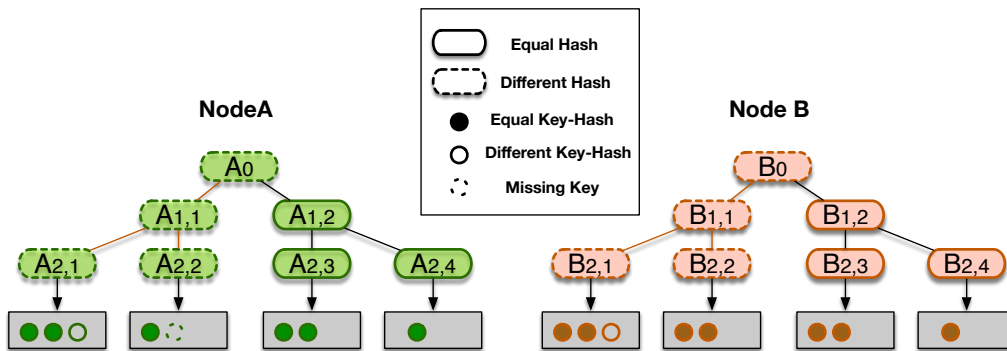 Equal Hash
Different Hash
Equal Key-Hash
Different Key-Hash
Missing Key
NodeA
Node B
A0
B0
A1,1
A1,2
B1,1
B1,2
A2,1
A2,2
A2,3
A2,4
B2,1
B2,2
B2,3
B2,4